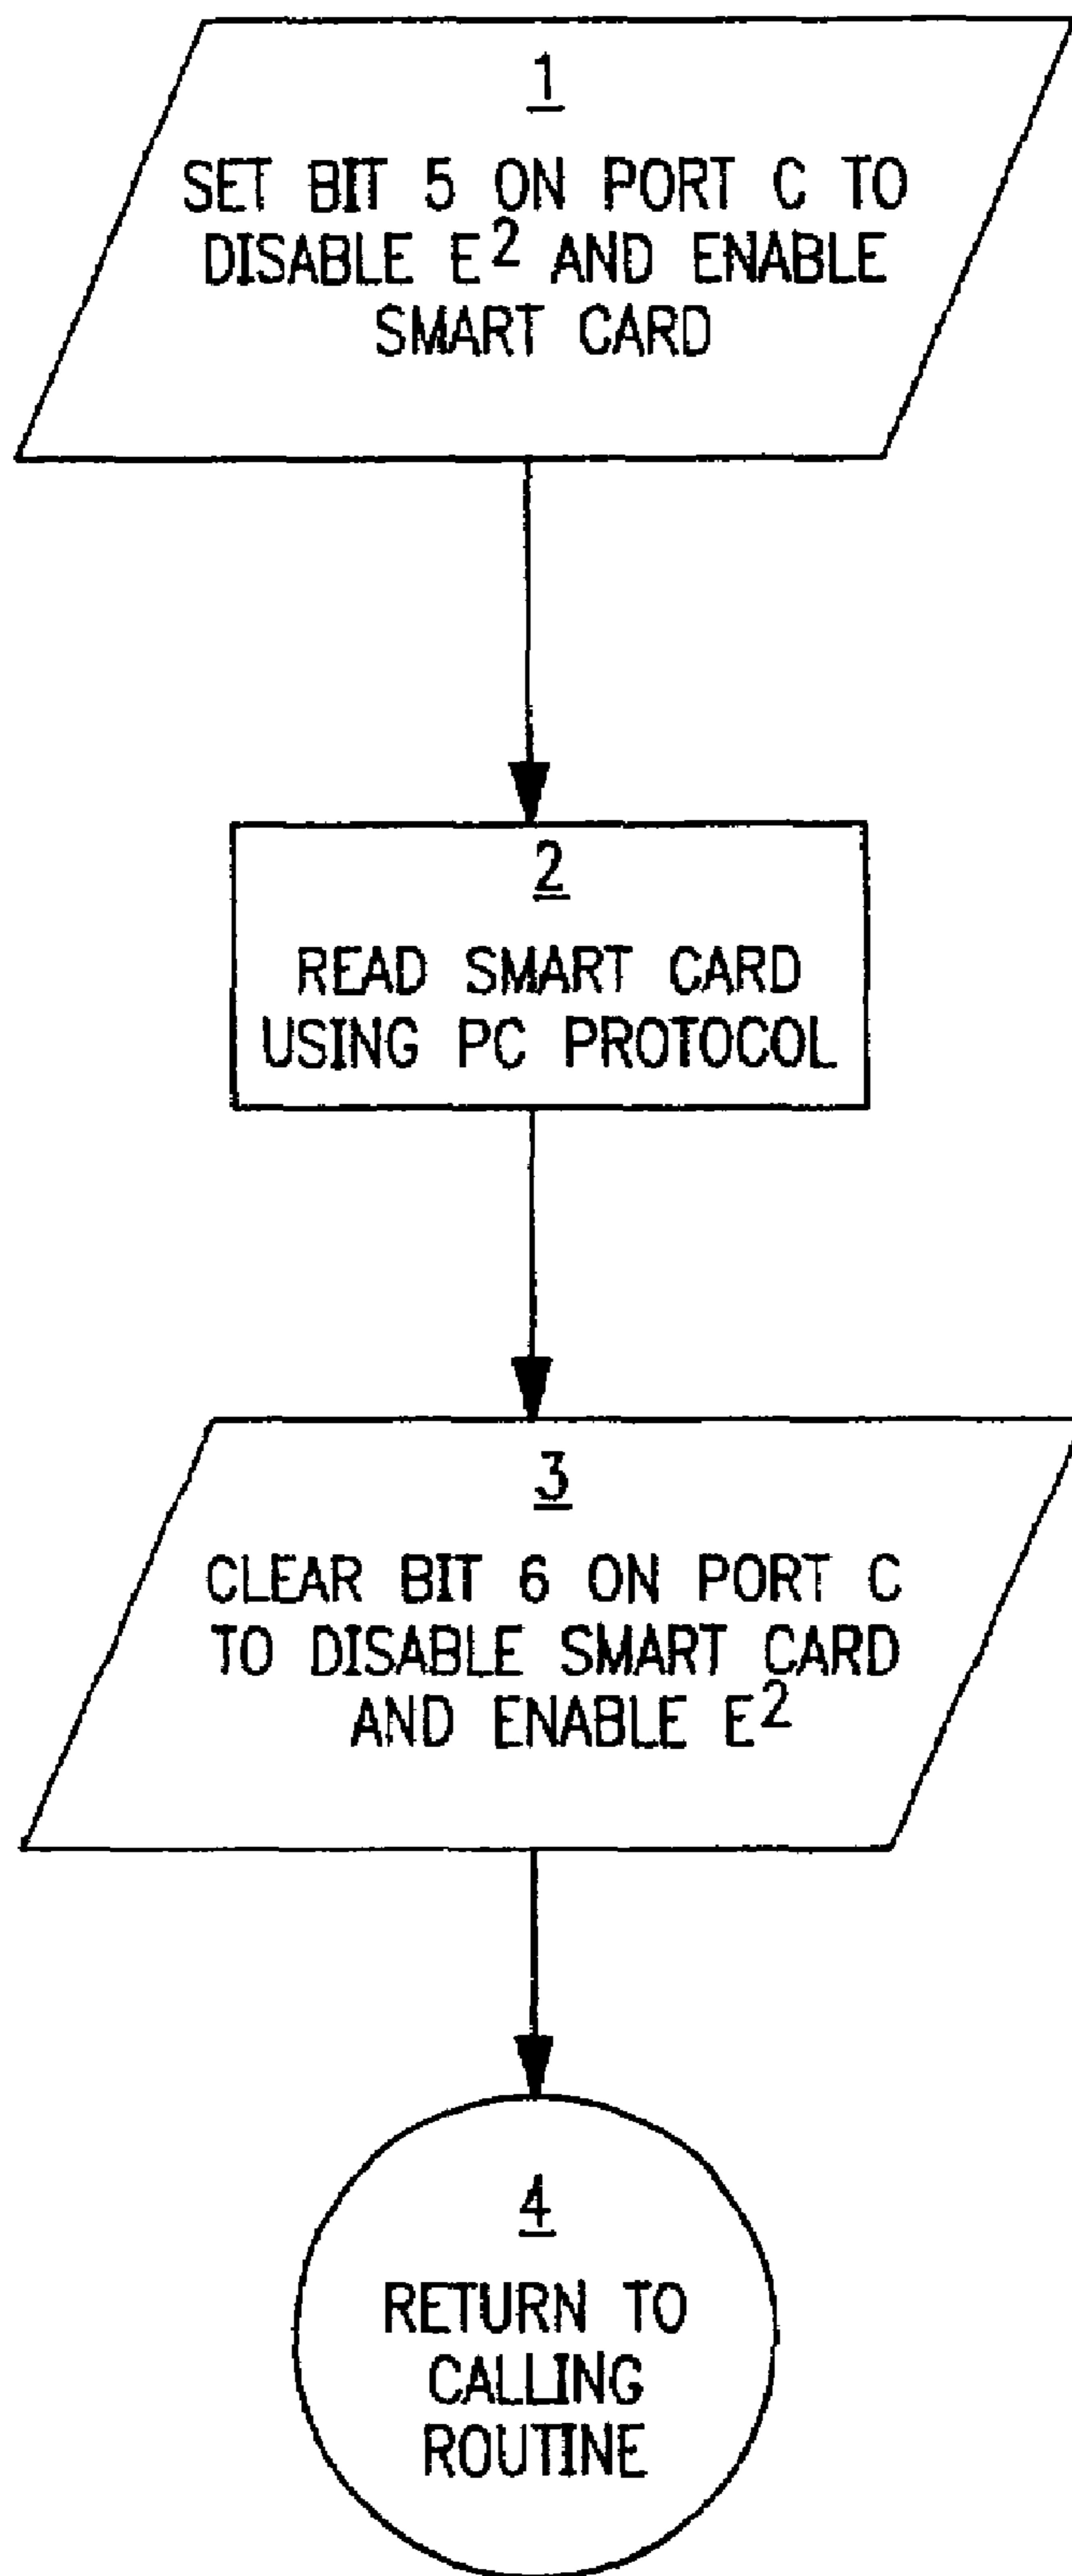 1
SET BIT 5 ON PORT C TO
DISABLE E² AND ENABLE
SMART CARD
2
READ SMART CARD
USING PC PROTOCOL
3
CLEAR BIT 6 ON PORT C
TO DISABLE SMART CARD
AND ENABLE E²
4
RETURN TO
CALLING
ROUTINE